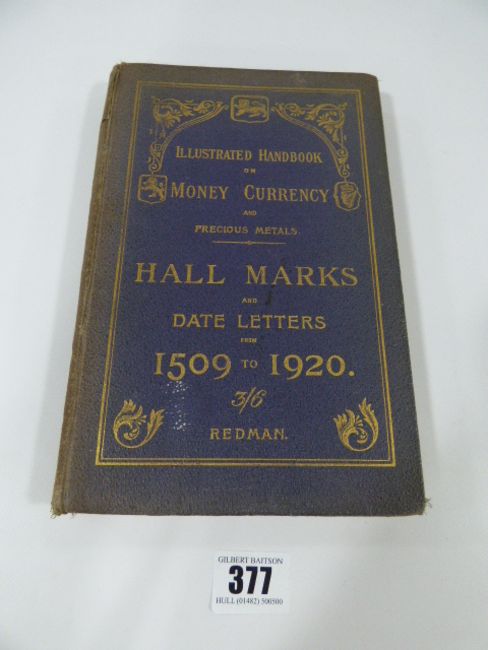 ILLUSTRATED HANDBOOK
ON
MONEY CURRENCY
AND
PRECIOUS METALS.
HALL MARKS
AND
DATE LETTERS
FROM
1509 TO 1920.
3/6
REDMAN.
GILBERT BAITSON
377
HULL (01482) 500500